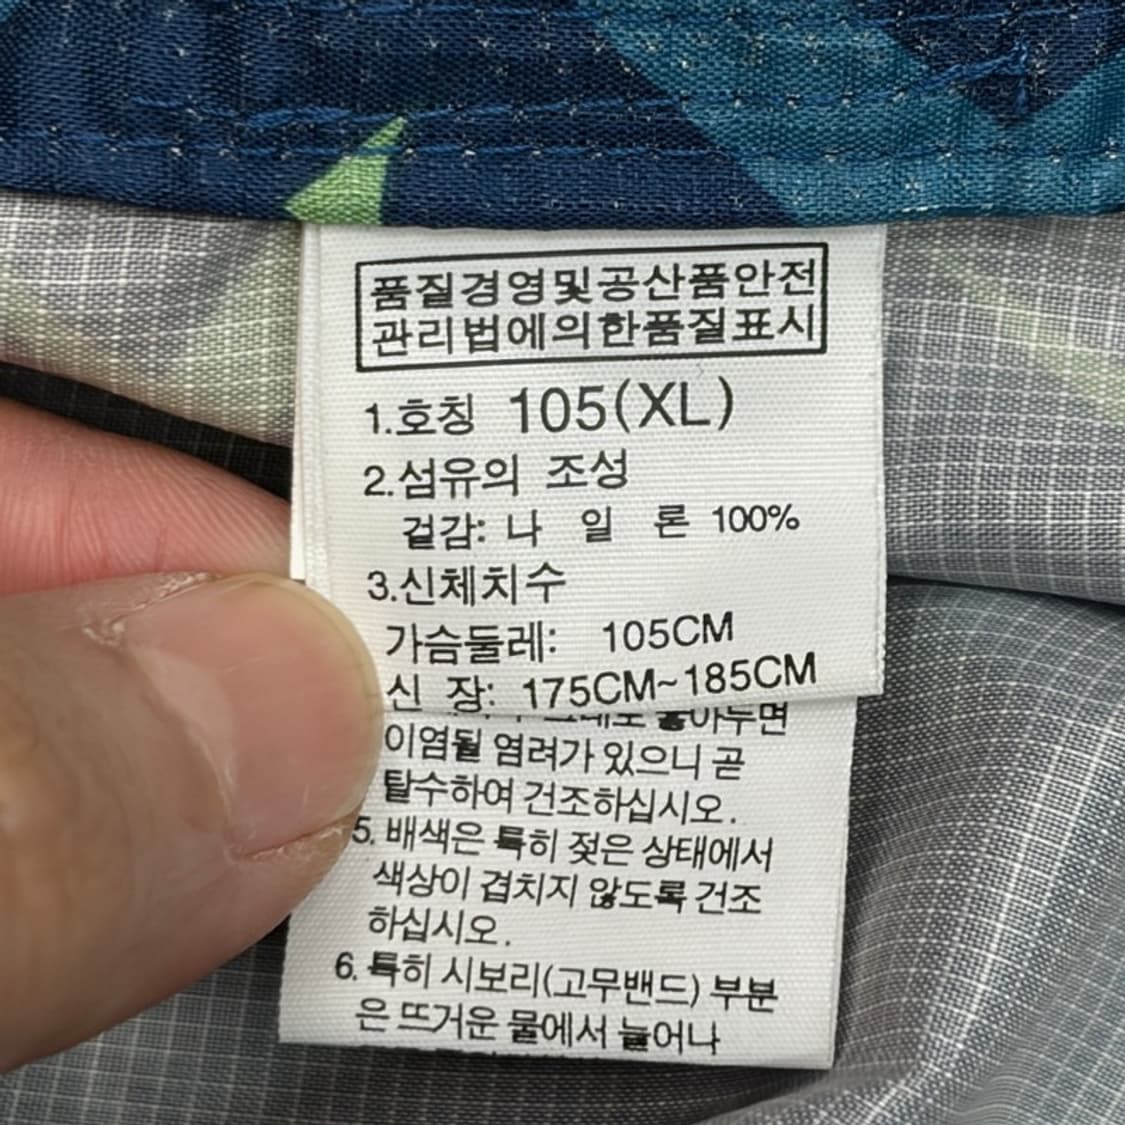 품질경영및공산품안전
관리법에의한품질표시
1.호칭 105(XL)
2.섬유의 조성
겉감: 나 일 론 100%
3.신체치수
가슴둘레: 105CM
신 장: 175CM~185CM
놓아두면
이염될 염려가 있으니 곧
탈수하여 건조하십시오.
5. 배색은 특히 젖은 상태에서
색상이 겹치지 않도록 건조
하십시오.
6. 특히 시보리(고무밴드) 부분
은 뜨거운 물에서 늘어나